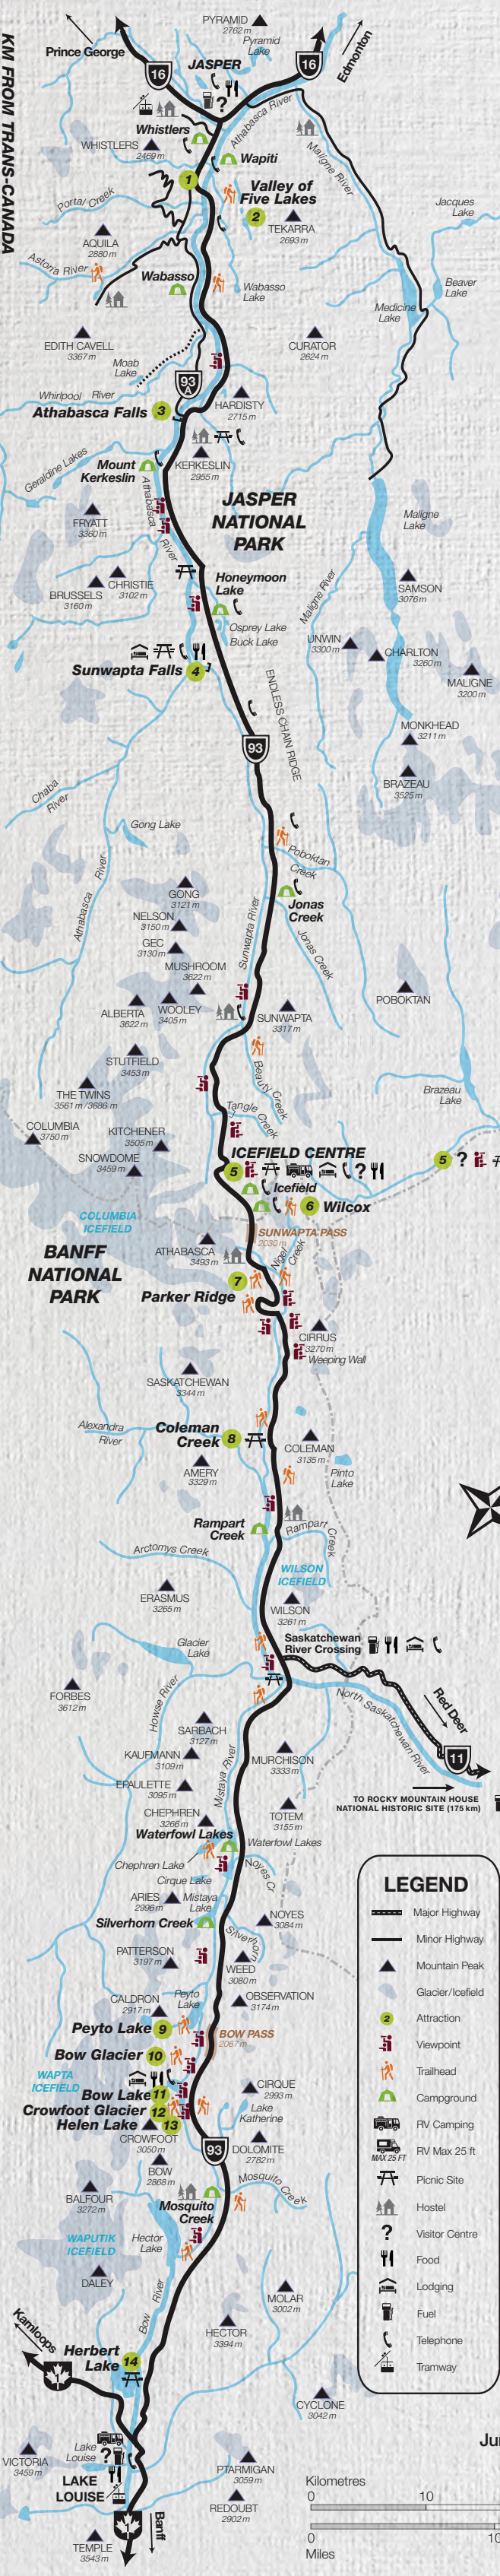 KM FROM TRANS-CANADA
Prince George
PYRAMID
2762 m
Pyramid
Lake
16
JASPER
16
Edmonton
?
Athabasca River
Whistlers
WHISTLERS
2469 m
Wapiti
Maligne River
1
Valley of
Five Lakes
2
TEKARRA
2693 m
Portal Creek
Jacques
Lake
AQUILA
2880 m
Astoria River
Wabasso
Wabasso
Lake
Beaver
Lake
Medicine
Lake
EDITH CAVELL
3367 m
CURATOR
2624 m
Moab
Lake
93
A
Whirlpool River
HARDISTY
2715 m
Athabasca Falls 3
Geraldine Lakes
Mount
Kerkeslin
KERKESLIN
2955 m
Athabasca
River
JASPER
NATIONAL
PARK
FRYATT
3360 m
Maligne
Lake
BRUSSELS
3160 m
CHRISTIE
3102 m
Honeymoon
Lake
Maligne River
SAMSON
3076 m
Osprey Lake
Buck Lake
UNWIN
3300 m
CHARLTON
3260 m
Sunwapta Falls 4
MALIGNE
3200 m
ENDLESS CHAIN RIDGE
MONKHEAD
3211 m
93
BRAZEAU
3525 m
Chaba
River
Gong Lake
Poboktan
Creek
Athabasca River
GONG
3121 m
Jonas
Creek
NELSON
3150 m
Sunwapta River
GEC
3130 m
Jonas Creek
MUSHROOM
3622 m
ALBERTA
3622 m
WOOLEY
3405 m
POBOKTAN
SUNWAPTA
3317 m
STUTFIELD
3453 m
Beauty Creek
THE TWINS
3561 m /3686 m
Brazeau
Lake
Tangle
Creek
COLUMBIA
3750 m
KITCHENER
3505 m
SNOWDOME
3459 m
ICEFIELD CENTRE
5
?
5 ?
Icefield
6 Wilcox
COLUMBIA
ICEFIELD
SUNWAPTA PASS
2030 m
ATHABASCA
3493 m
Nigel
Creek
BANFF
NATIONAL
PARK
7
Parker Ridge
CIRRUS
3270 m
Weeping Wall
SASKATCHEWAN
3344 m
Alexandra
River
Coleman
Creek 8
COLEMAN
3135 m
AMERY
3329 m
Pinto
Lake
Rampart
Creek
Rampart
Creek
Arctomys Creek
WILSON
ICEFIELD
ERASMUS
3265 m
WILSON
3261 m
Saskatchewan
River Crossing
Glacier
Lake
FORBES
3612 m
Howse River
North Saskatchewan River
Red Deer
11
SARBACH
3127 m
KAUFMANN
3109 m
Mistaya River
MURCHISON
3333 m
EPAULETTE
3095 m
TO ROCKY MOUNTAIN HOUSE
NATIONAL HISTORIC SITE (175 km)
CHEPHREN
3266 m
TOTEM
3155 m
Waterfowl Lakes
Waterfowl Lakes
Chephren Lake
Noyes Cr
Cirque Lake
ARIES
2996 m
Mistaya
Lake
NOYES
3084 m
Silverhorn Creek
Silverhorn
PATTERSON
3197 m
WEED
3080 m
CALDRON
2917 m
Peyto
Lake
OBSERVATION
3174 m
Peyto Lake 9
BOW PASS
2067 m
Bow Glacier 10
WAPTA
ICEFIELD
Bow Lake 11
CIRQUE
2993 m
Crowfoot Glacier 12
Helen Lake 13
Lake
Katherine
CROWFOOT
3050 m
93
DOLOMITE
2782 m
BOW
2868 m
BALFOUR
3272 m
Mosquito
Creek
Mosquito Creek
WAPUTIK
ICEFIELD
Hector
Lake
DALEY
Bow River
MOLAR
3002 m
HECTOR
3394 m
Kamloops
Herbert
Lake 14
1
CYCLONE
3042 m
VICTORIA
3459 m
Lake
Louise
?
PTARMIGAN
3059 m
LAKE
LOUISE
REDOUBT
2902 m
1
Banff
TEMPLE
3543 m
LEGEND
Major Highway
Minor Highway
Mountain Peak
Glacier/Icefield
2 Attraction
Viewpoint
Trailhead
Campground
RV Camping
RV Max 25 ft
MAX 25 FT
Picnic Site
Hostel
? Visitor Centre
Food
Lodging
Fuel
Telephone
Tramway
Ju
Kilometres
0 10
0 10
Miles